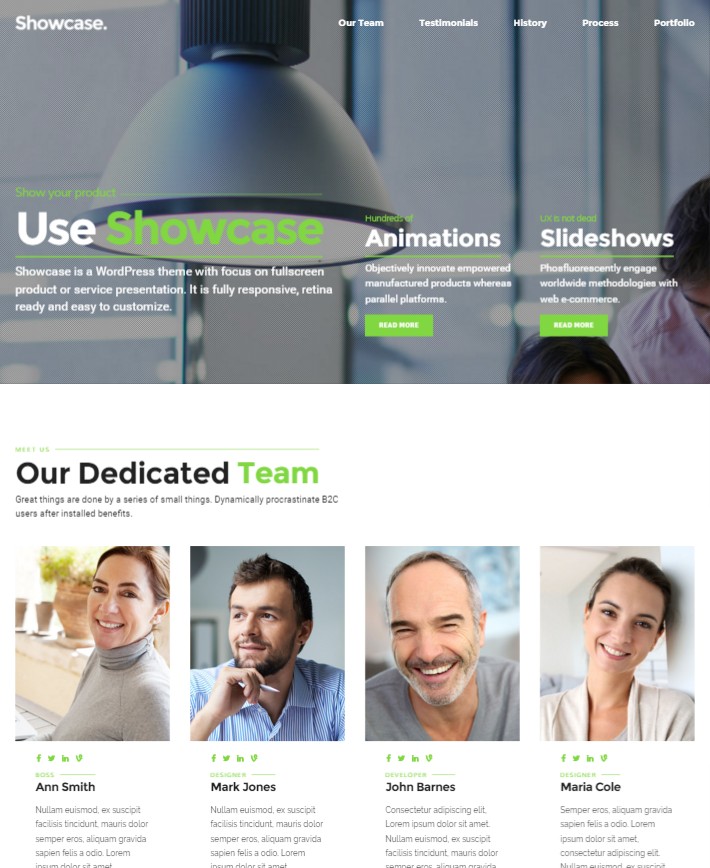 Showcase.
Our Team Testimonials History Process Portfolio
Show your product
Use Showcase
Showcase is a WordPress theme with focus on fullscreen
product or service presentation. It is fully responsive, retina
ready and easy to customize.
Hundreds of
Animations
Objectively innovate empowered
manufactured products whereas
parallel platforms.
READ MORE
UX is not dead
Slideshows
Phosfluorescently engage
worldwide methodologies with
web e-commerce.
READ MORE
MEET US
Our Dedicated Team
Great things are done by a series of small things. Dynamically procrastinate B2C
users after installed benefits.
BOSS
Ann Smith
Nullam euismod, ex suscipit
facilisis tincidunt, mauris dolor
semper eros, aliquam gravida
sapien felis a odio. Lorem
ipsum dolor sit amet
DESIGNER
Mark Jones
Nullam euismod, ex suscipit
facilisis tincidunt, mauris dolor
semper eros, aliquam gravida
sapien felis a odio. Lorem
ipsum dolor sit amet
DEVELOPER
John Barnes
Consectetur adipiscing elit.
Lorem ipsum dolor sit amet.
Nullam euismod, ex suscipit
facilisis tincidunt, mauris dolor
semper eros, aliquam gravida
DESIGNER
Maria Cole
Semper eros, aliquam gravida
sapien felis a odio. Lorem
ipsum dolor sit amet,
consectetur adipiscing elit.
Nullam euismod, ex suscipit